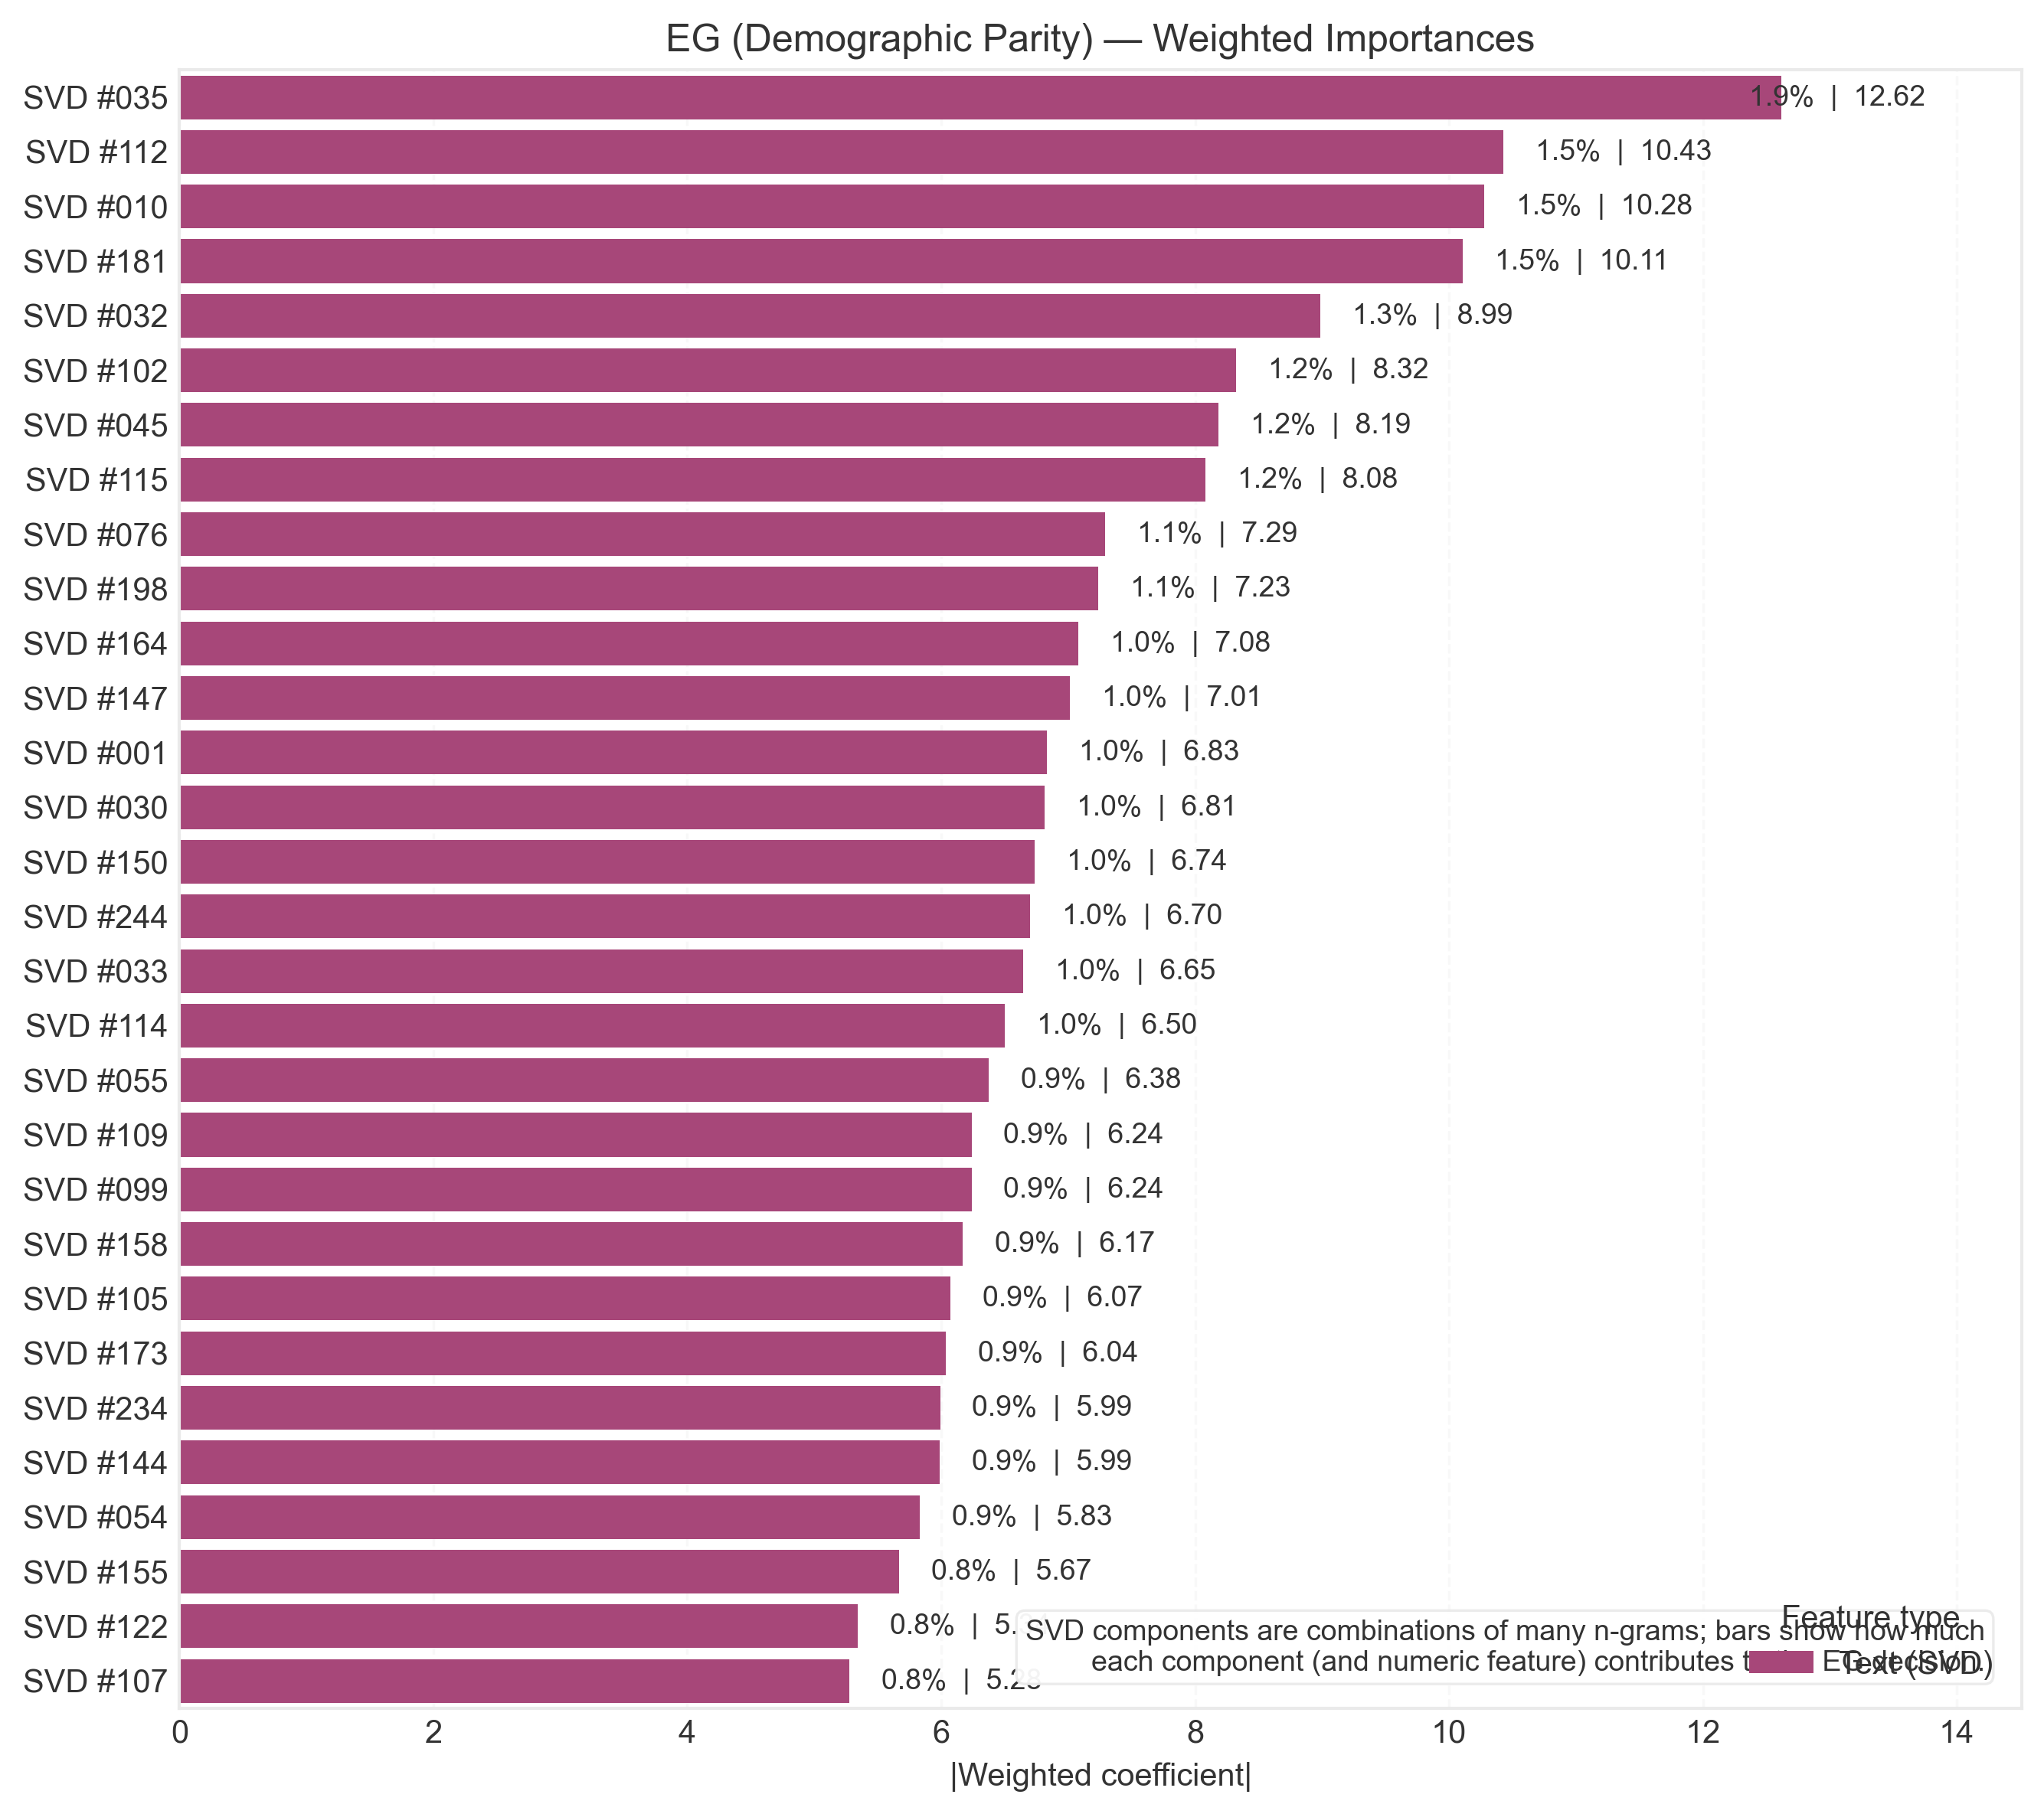 EG (Demographic Parity) — Weighted Importances
SVD #035 1.9% | 12.62
SVD #112 1.5% | 10.43
SVD #010 1.5% | 10.28
SVD #181 1.5% | 10.11
SVD #032 1.3% | 8.99
SVD #102 1.2% | 8.32
SVD #045 1.2% | 8.19
SVD #115 1.2% | 8.08
SVD #076 1.1% | 7.29
SVD #198 1.1% | 7.23
SVD #164 1.0% | 7.08
SVD #147 1.0% | 7.01
SVD #001 1.0% | 6.83
SVD #030 1.0% | 6.81
SVD #150 1.0% | 6.74
SVD #244 1.0% | 6.70
SVD #033 1.0% | 6.65
SVD #114 1.0% | 6.50
SVD #055 0.9% | 6.38
SVD #109 0.9% | 6.24
SVD #099 0.9% | 6.24
SVD #158 0.9% | 6.17
SVD #105 0.9% | 6.07
SVD #173 0.9% | 6.04
SVD #234 0.9% | 5.99
SVD #144 0.9% | 5.99
SVD #054 0.9% | 5.83
SVD #155 0.8% | 5.67
SVD #122 0.8% |
Feature type
SVD components are combinations of many n-grams; bars show how much
each component (and numeric feature) contributes EG decision.
Text (SVD)
SVD #107 0.8% | 5.28
0 2 4 6 8 10 12 14
|Weighted coefficient|